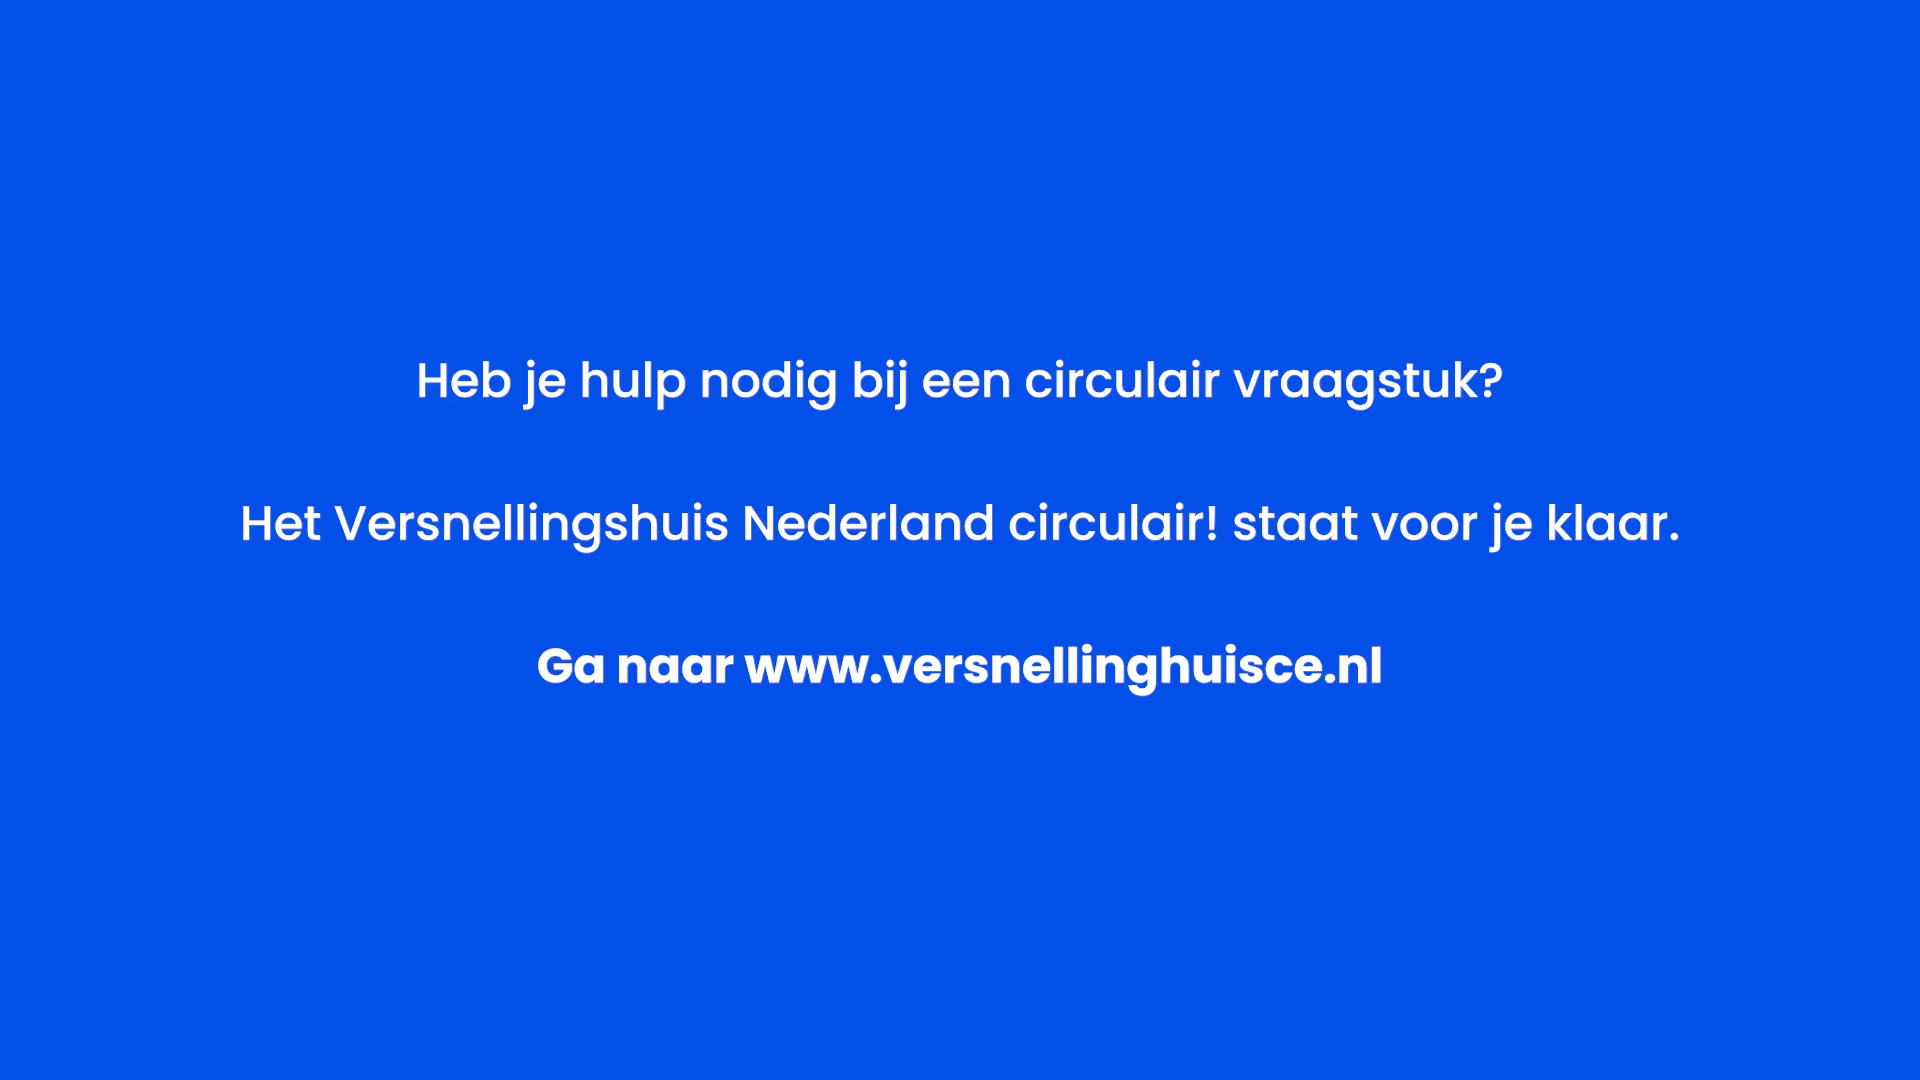 Heb je hulp nodig bij een circulair vraagstuk?
Het Versnellingshuis Nederland circulair! staat voor je klaar.
Ga naar www.versnellinghuisce.nl